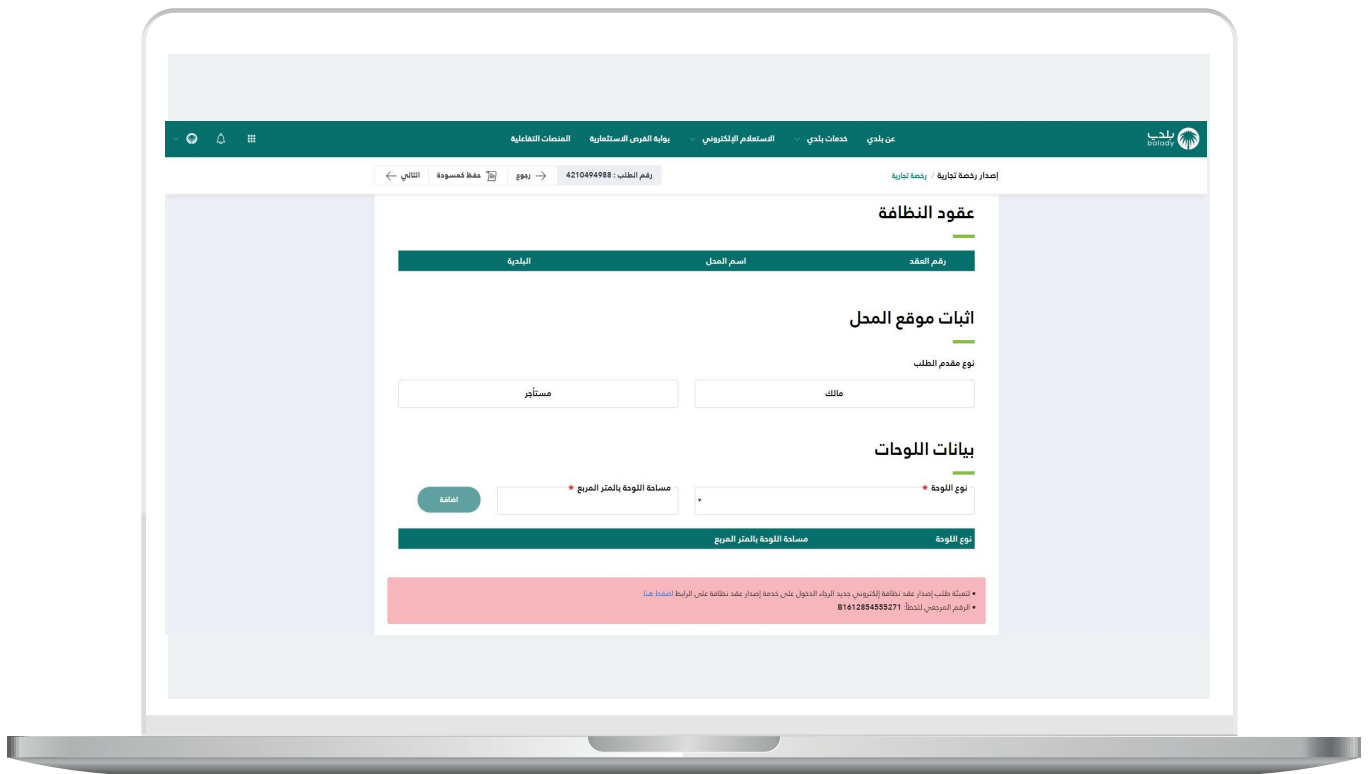 بلدي
balady
عن بلدي خدمات بلدي الاستعلام الإلكتروني بوابة الفرص الاستثمارية المنصات التفاعلية
إصدار رخصة تجارية / رخصة تجارية
رقم الطلب : 4210494988 رجوع حفظ كمسودة التالي
عقود النظافة
رقم العقد اسم المحل البلدية
اثبات موقع المحل
نوع مقدم الطلب
مالك مستأجر
بيانات اللوحات
نوع اللوحة * مساحة اللوحة بالمتر المربع * اضافة
نوع اللوحة مساحة اللوحة بالمتر المربع
• لتعبئة طلب إصدار عقد نظافة إلكتروني جديد الرجاء الدخول على خدمة إصدار عقد نظافة على الرابط اضغط هنا
• الرقم المرجعي للخطأ: B1612854555271